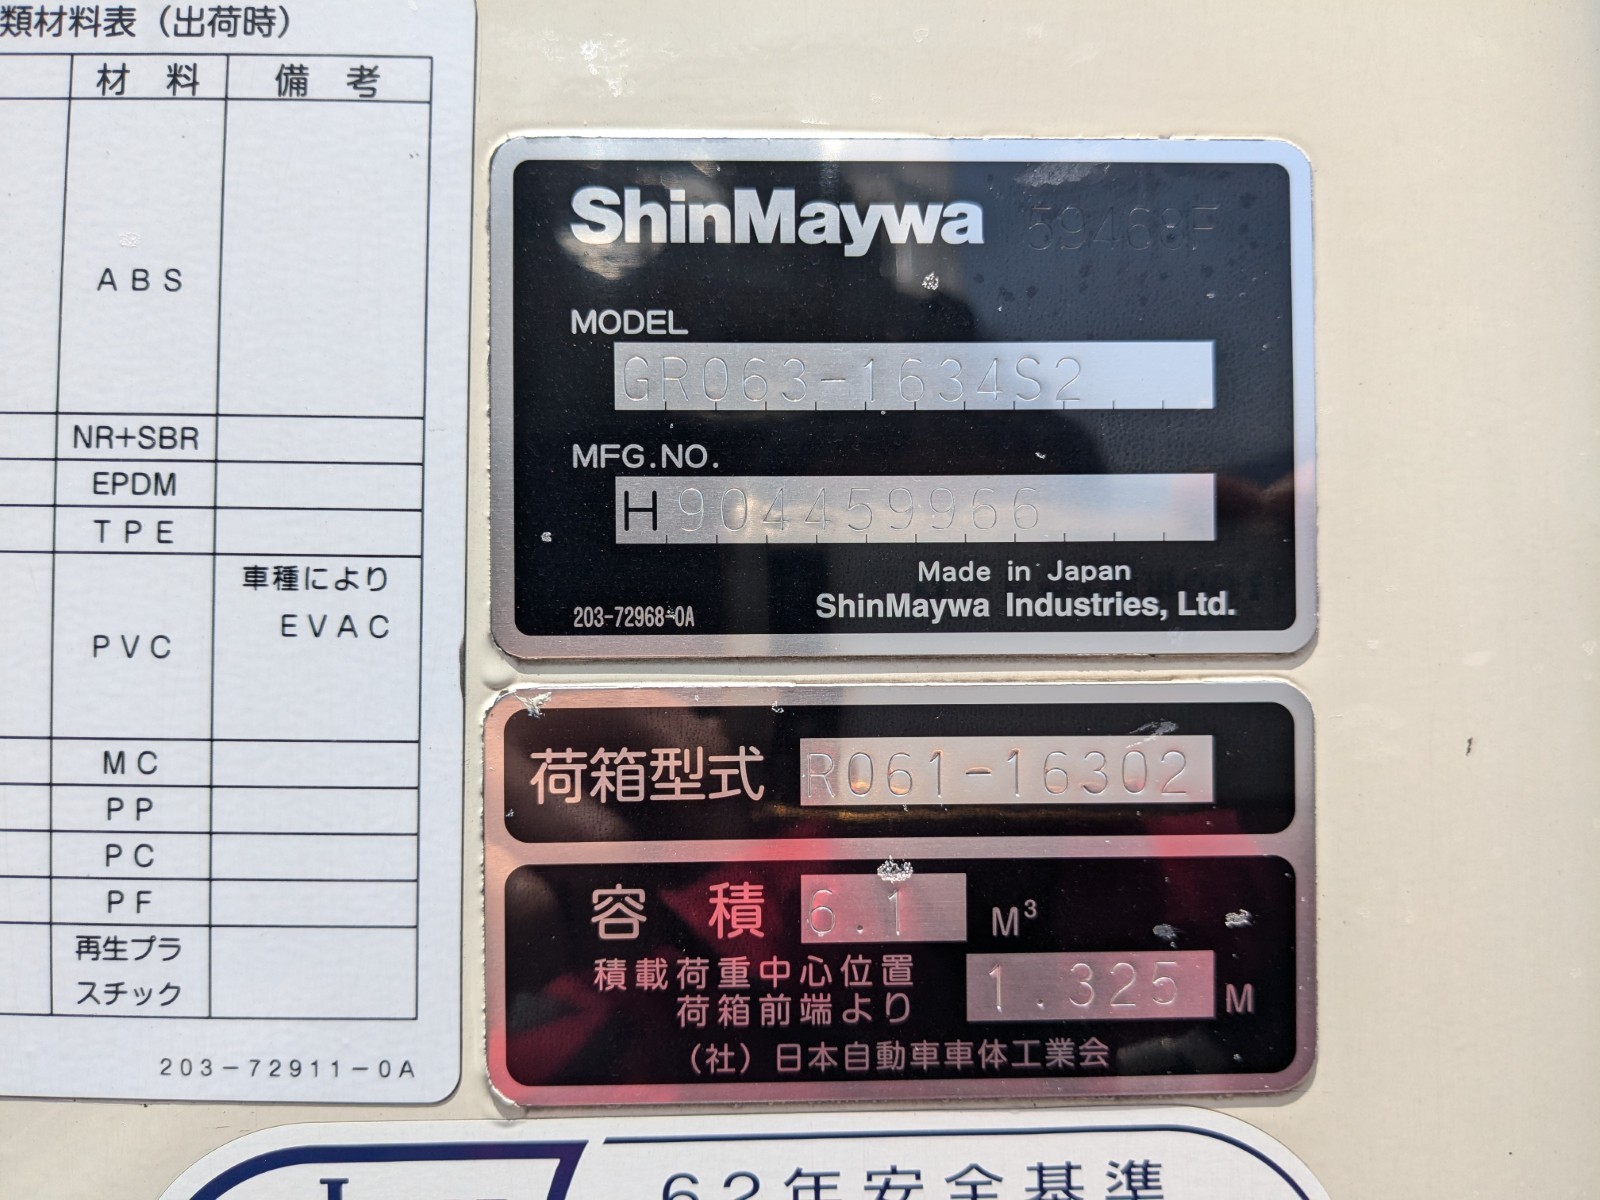 類材料表（出荷時）
材　料　備　考
ＡＢＳ
NR+SBR
EPDM
ＴＰＥ
ＰＶＣ　車種により
ＥＶＡＣ
ＭＣ
ＰＰ
ＰＣ
ＰＦ
再生プラ
スチック
203-72911-0A
ShinMaywa 59468F
MODEL
GR063-1634S2
MFG.NO.
H904459966
Made in Japan
203-72968-0A ShinMaywa Industries, Ltd.
荷箱型式 R061-16302
容　積 6.1 M³
積載荷重中心位置
荷箱前端より 1.325 M
（社）日本自動車車体工業会
62年安全基準